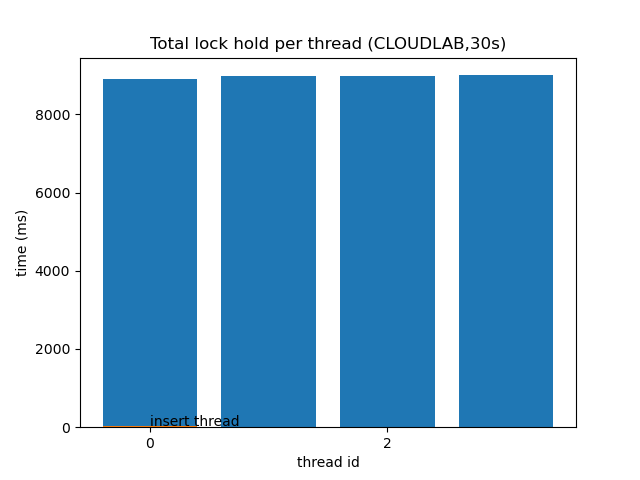 Total lock hold per thread (CLOUDLAB,30s)
time (ms)
8000
6000
4000
2000
0
insert thread
0
2
thread id